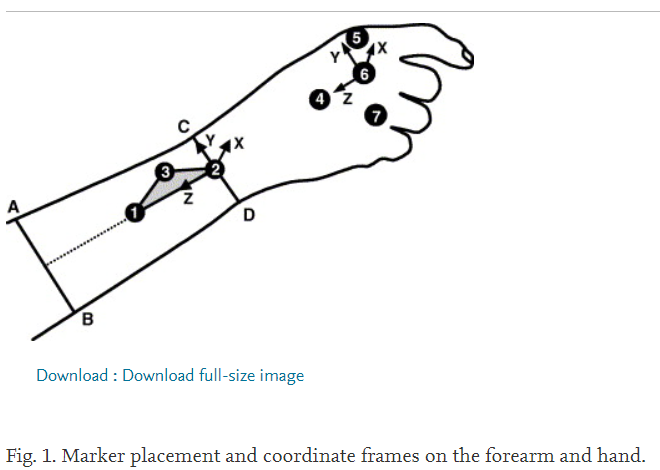 5
Y X
6
4 Z
7
C
Y X
3 2
Z
A
1
D
B
Download : Download full-size image
Fig. 1. Marker placement and coordinate frames on the forearm and hand.